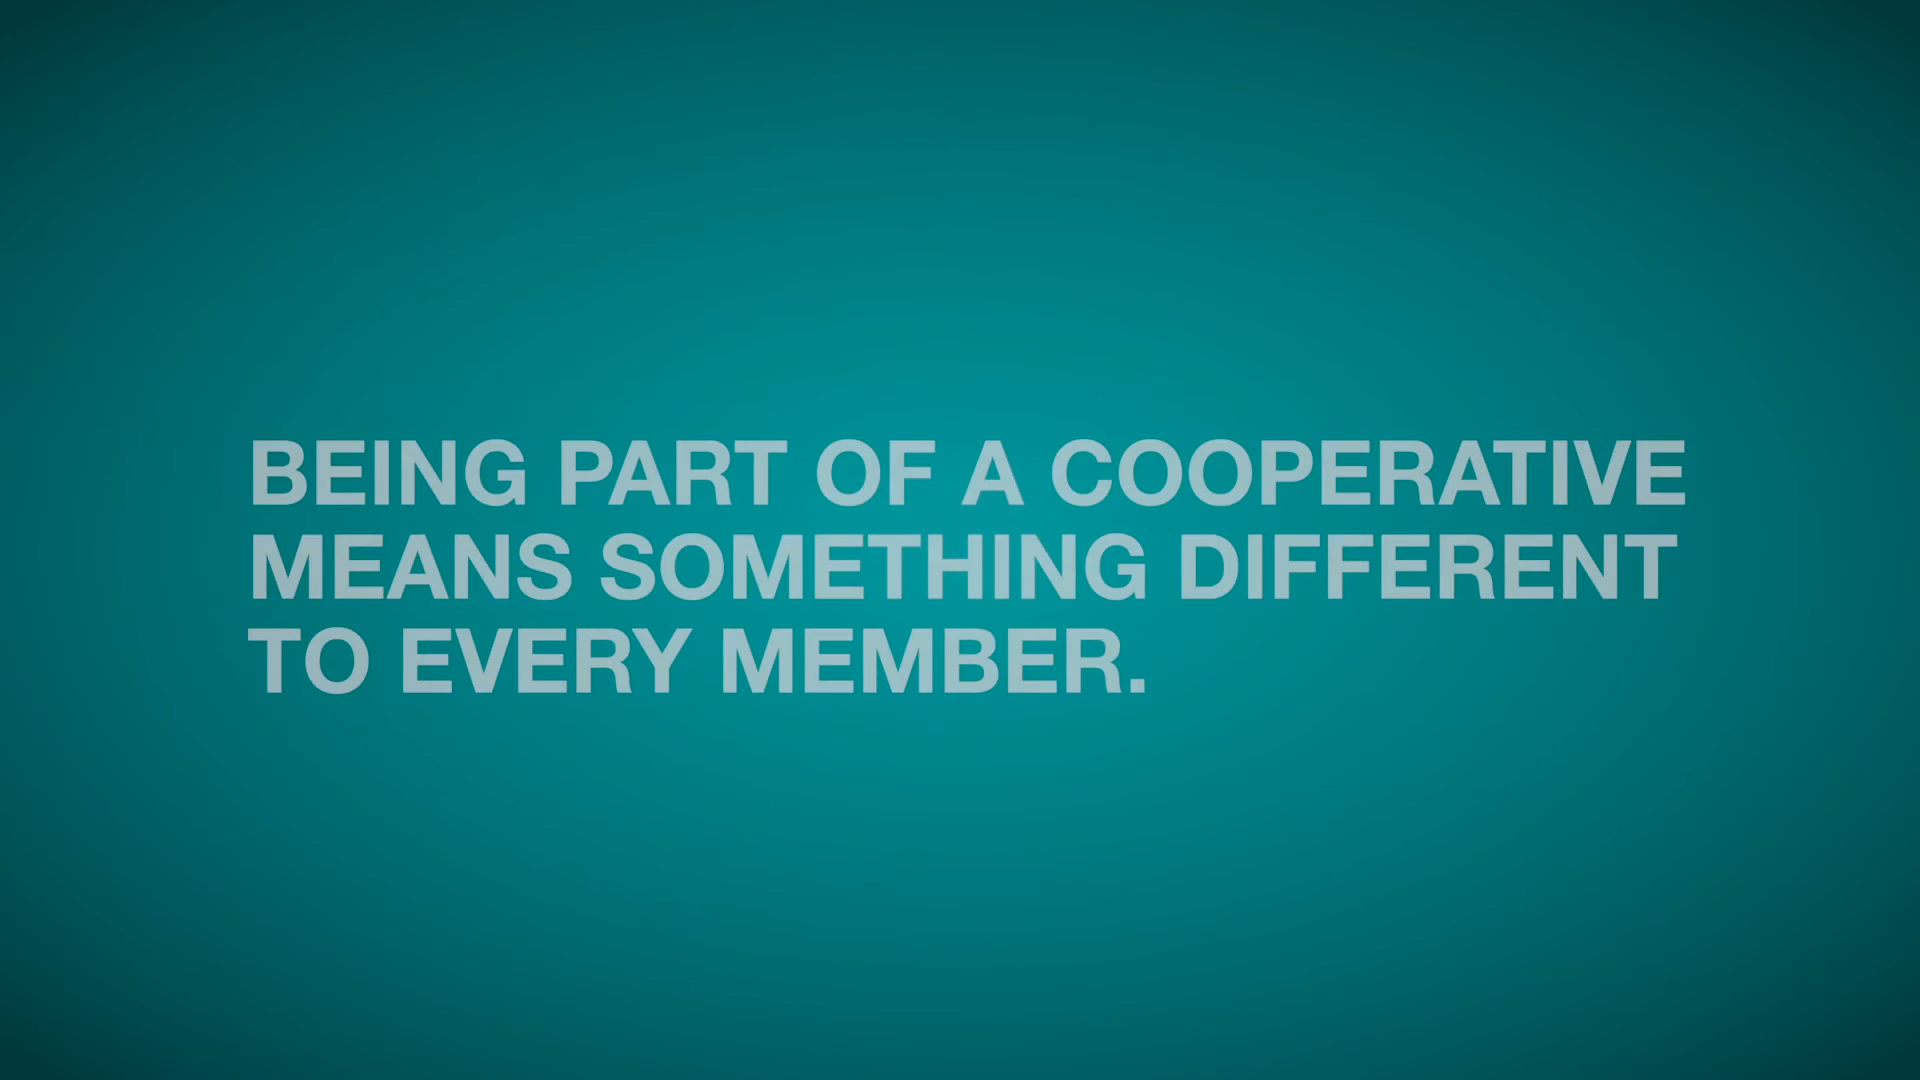 BEING PART OF A COOPERATIVE
MEANS SOMETHING DIFFERENT
TO EVERY MEMBER.